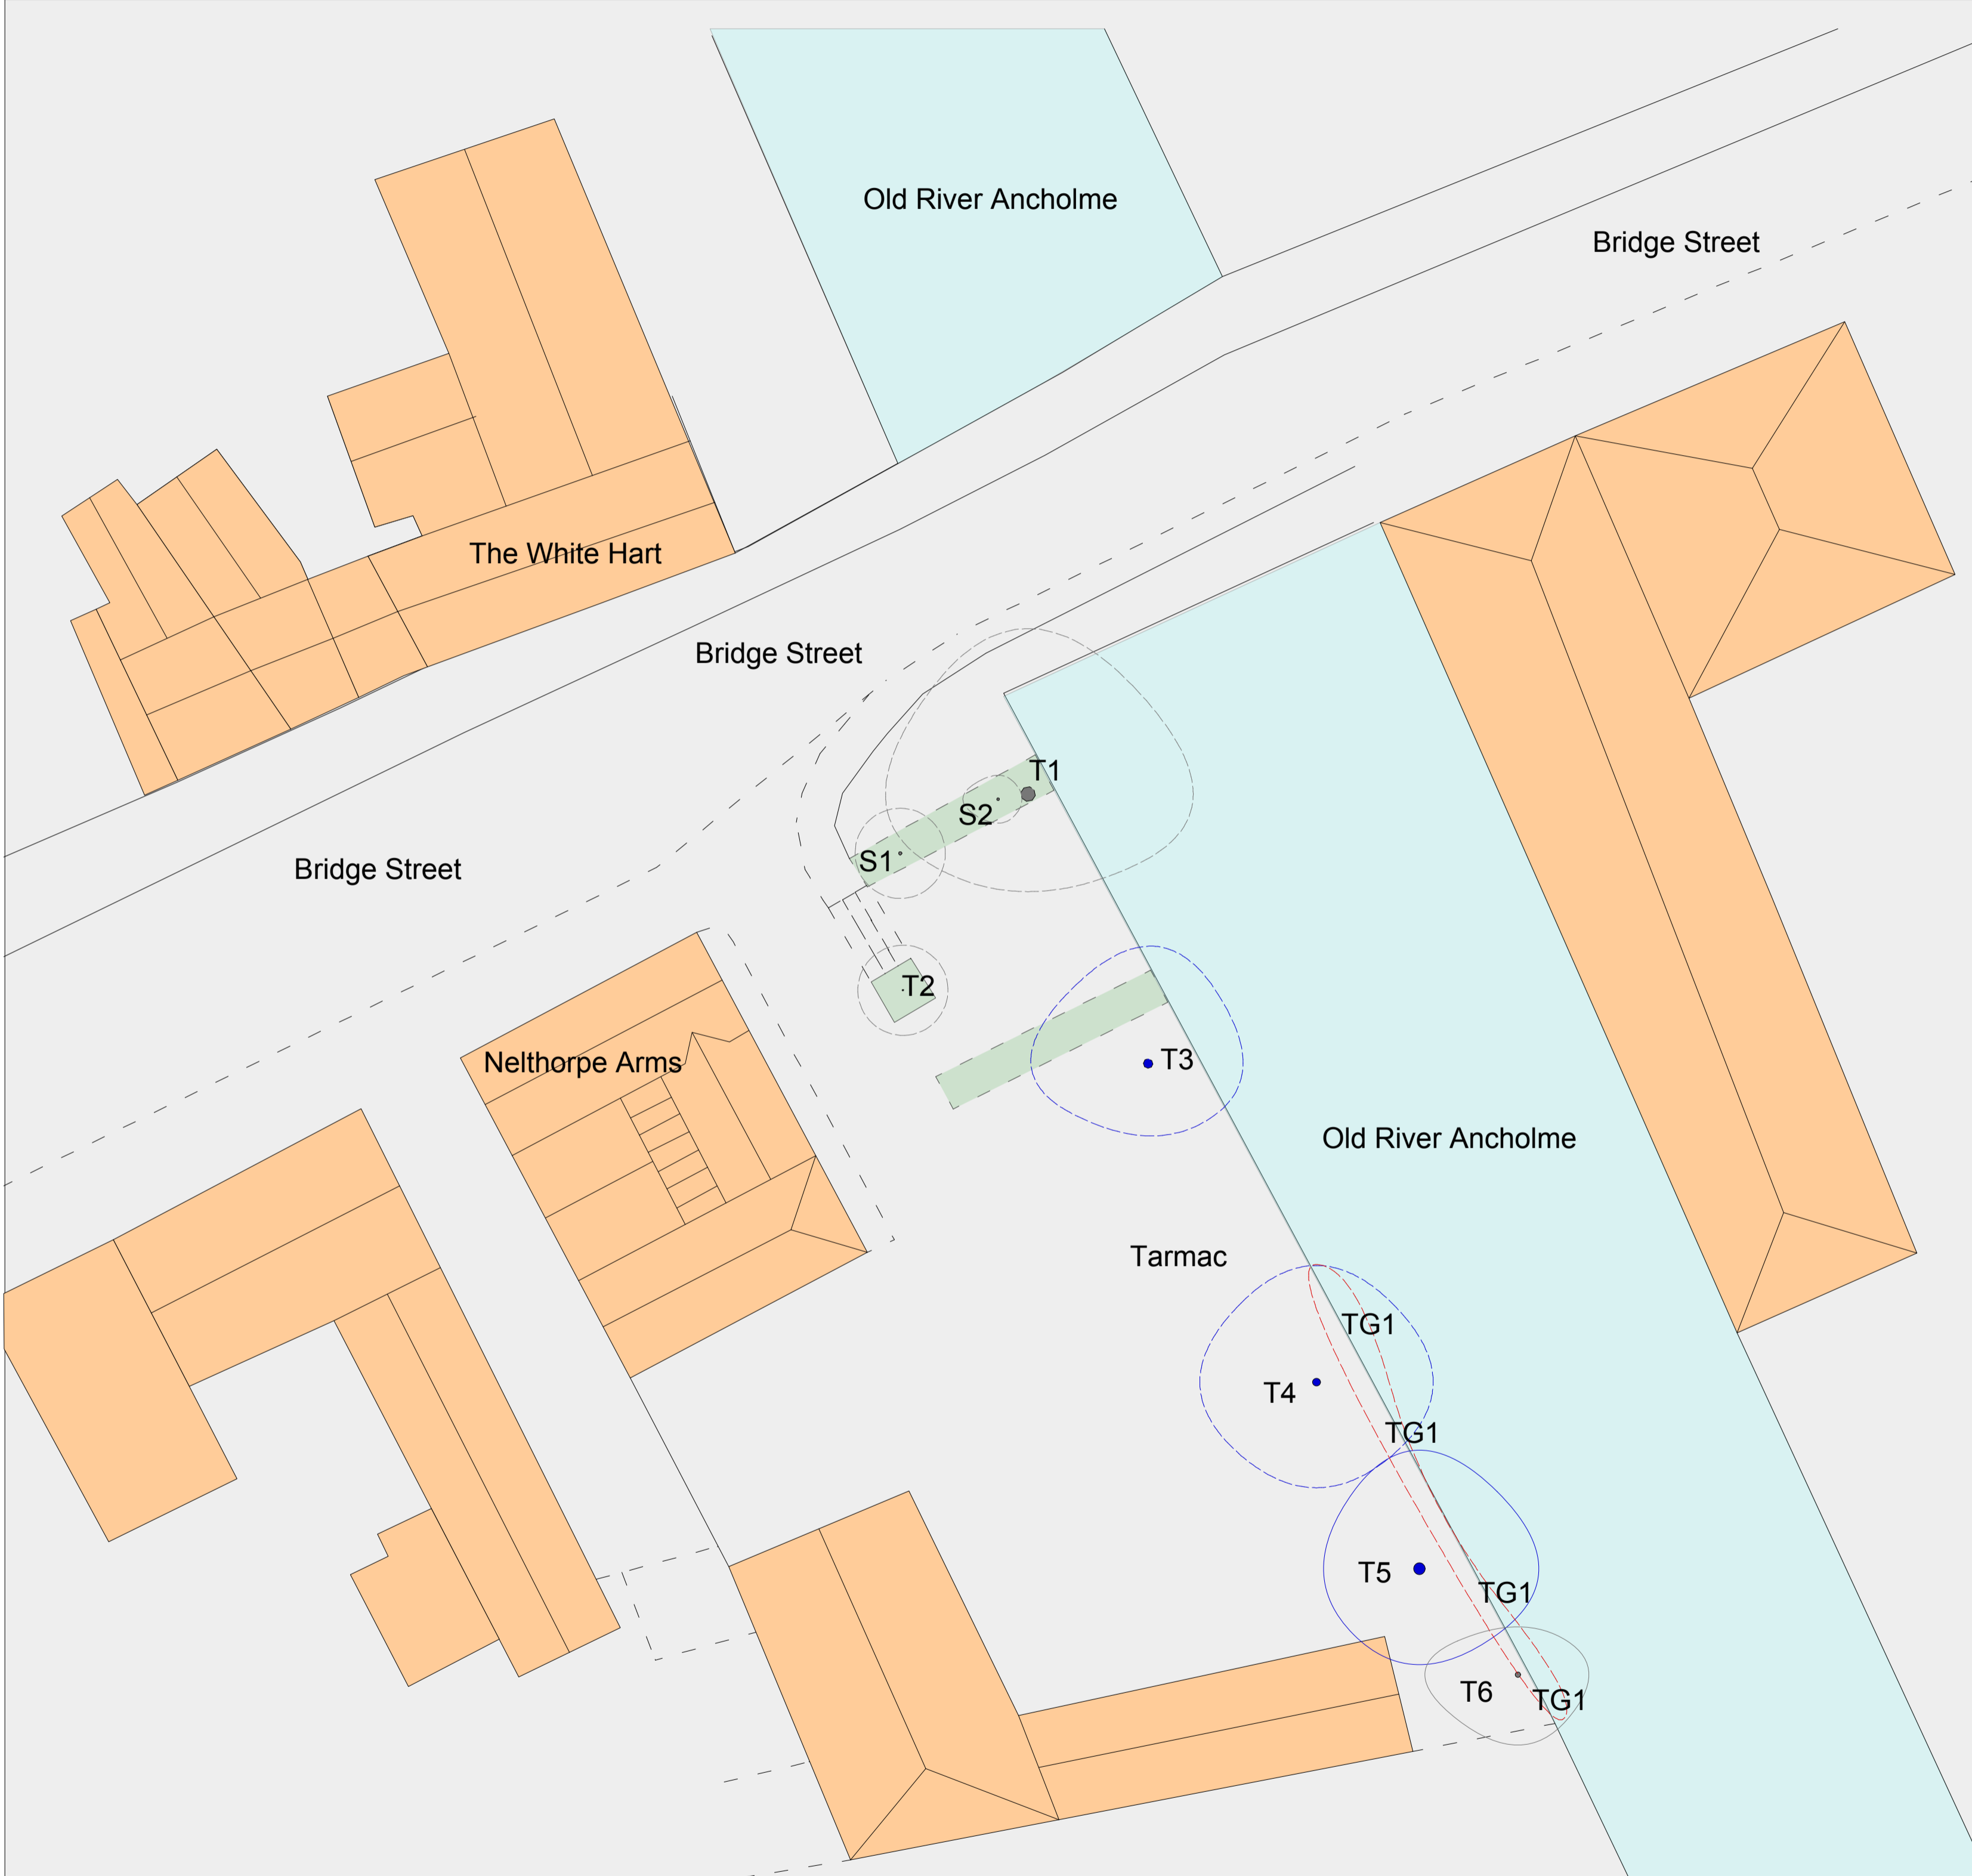 Old River Ancholme
Bridge Street
The White Hart
Bridge Street
T1
S2
S1
Bridge Street
T2
Nelthorpe Arms
T3
Old River Ancholme
Tarmac
TG1
T4
TG1
T5
TG1
T6
TG1